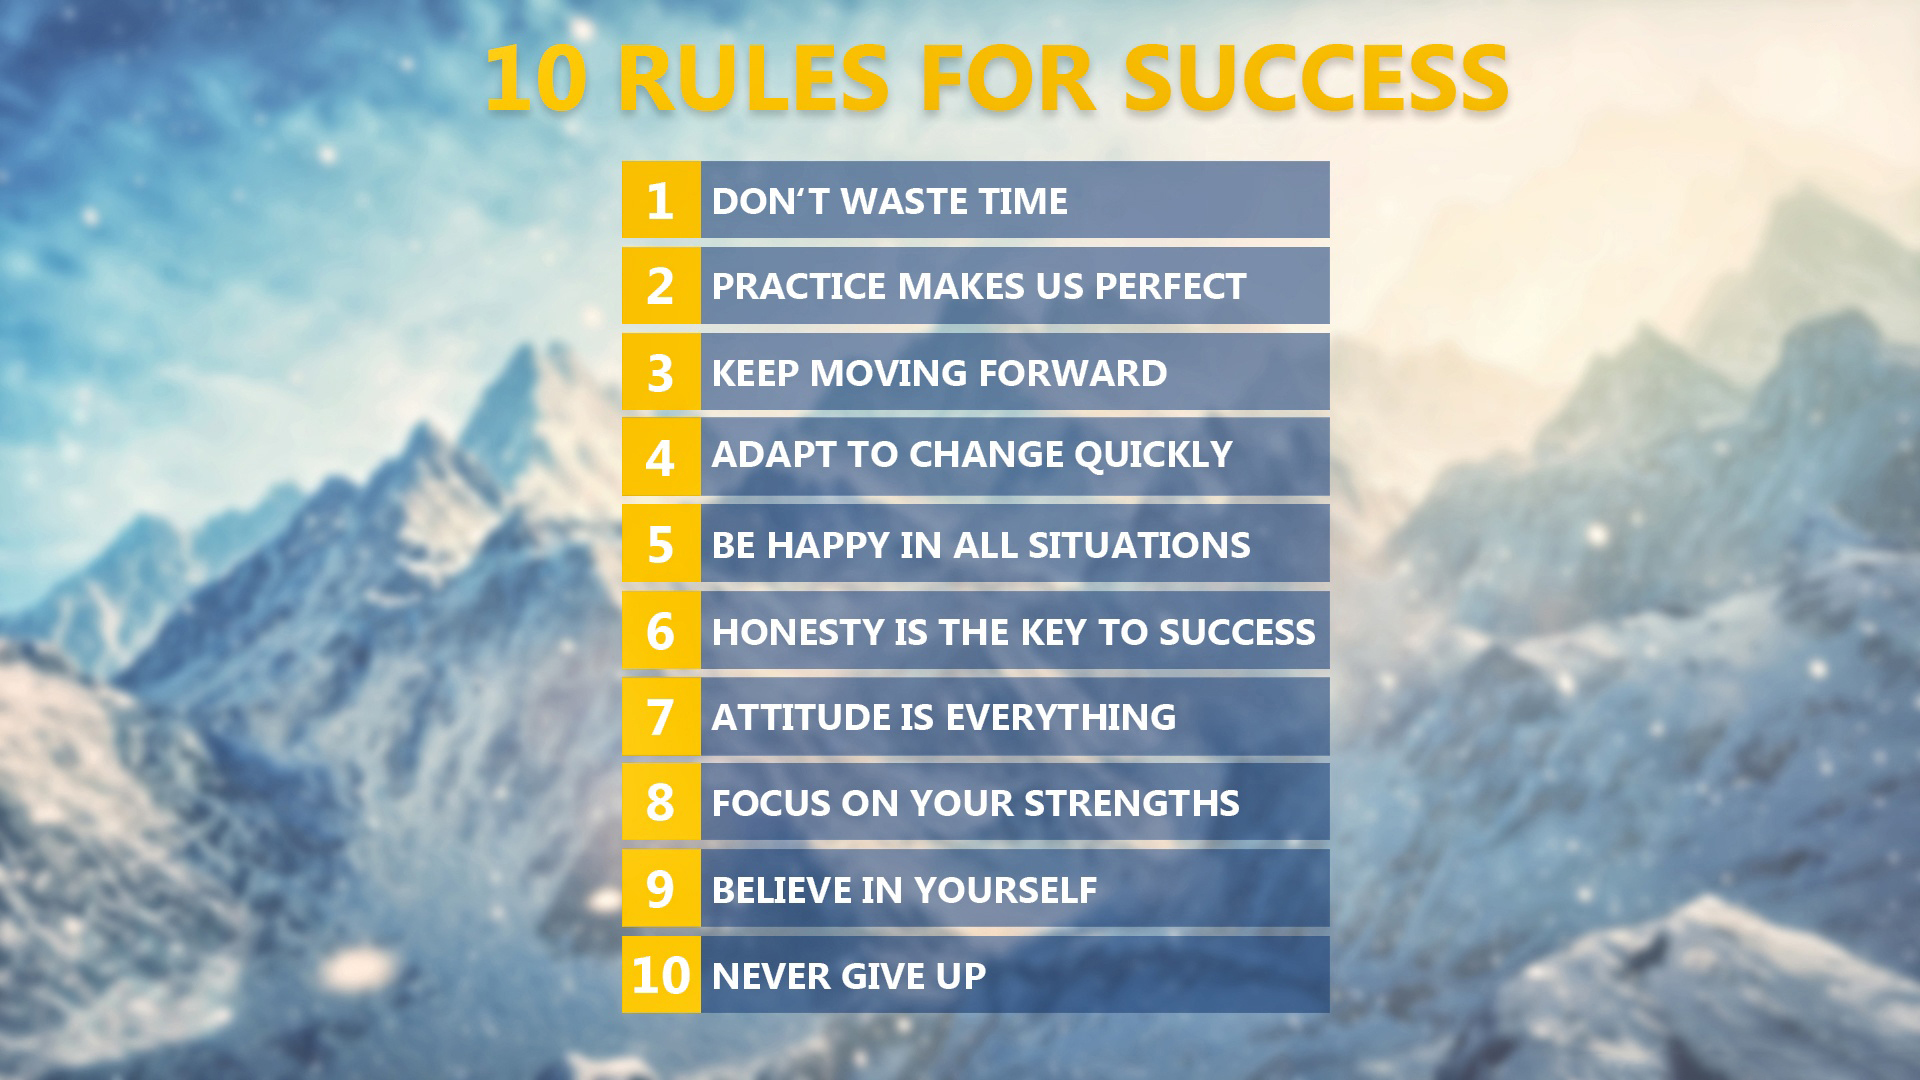 10 RULES FOR SUCCESS
1 DON‘T WASTE TIME
2 PRACTICE MAKES US PERFECT
3 KEEP MOVING FORWARD
4 ADAPT TO CHANGE QUICKLY
5 BE HAPPY IN ALL SITUATIONS
6 HONESTY IS THE KEY TO SUCCESS
7 ATTITUDE IS EVERYTHING
8 FOCUS ON YOUR STRENGTHS
9 BELIEVE IN YOURSELF
10 NEVER GIVE UP